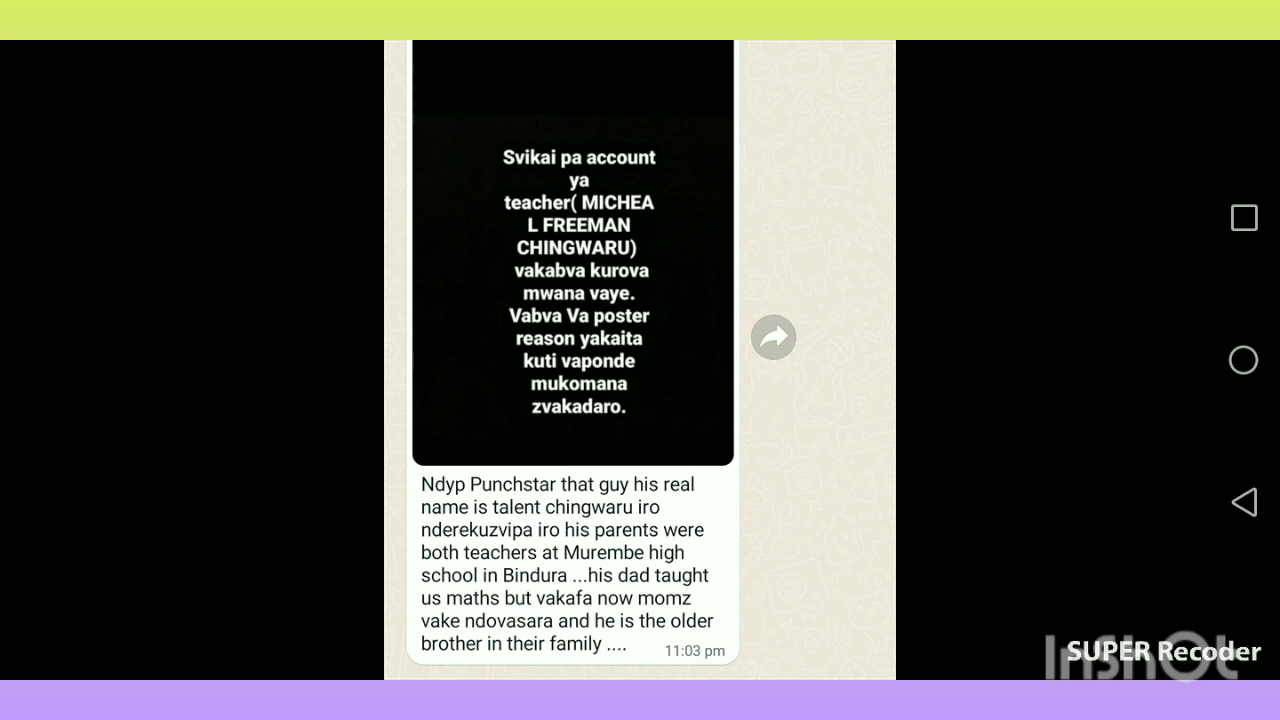 Svikai pa account
ya
teacher( MICHEA
L FREEMAN
CHINGWARU)
vakabva kurova
mwana vaye.
Vabva Va poster
reason yakaita
kuti vaponde
mukomana
zvakadaro.
Ndyp Punchstar that guy his real
name is talent chingwaru iro
nderekuzvipa iro his parents were
both teachers at Murembe high
school in Bindura ...his dad taught
us maths but vakafa now momz
vake ndovasara and he is the older
brother in their family ....
11:03 pm
InShOt
SUPER Recoder